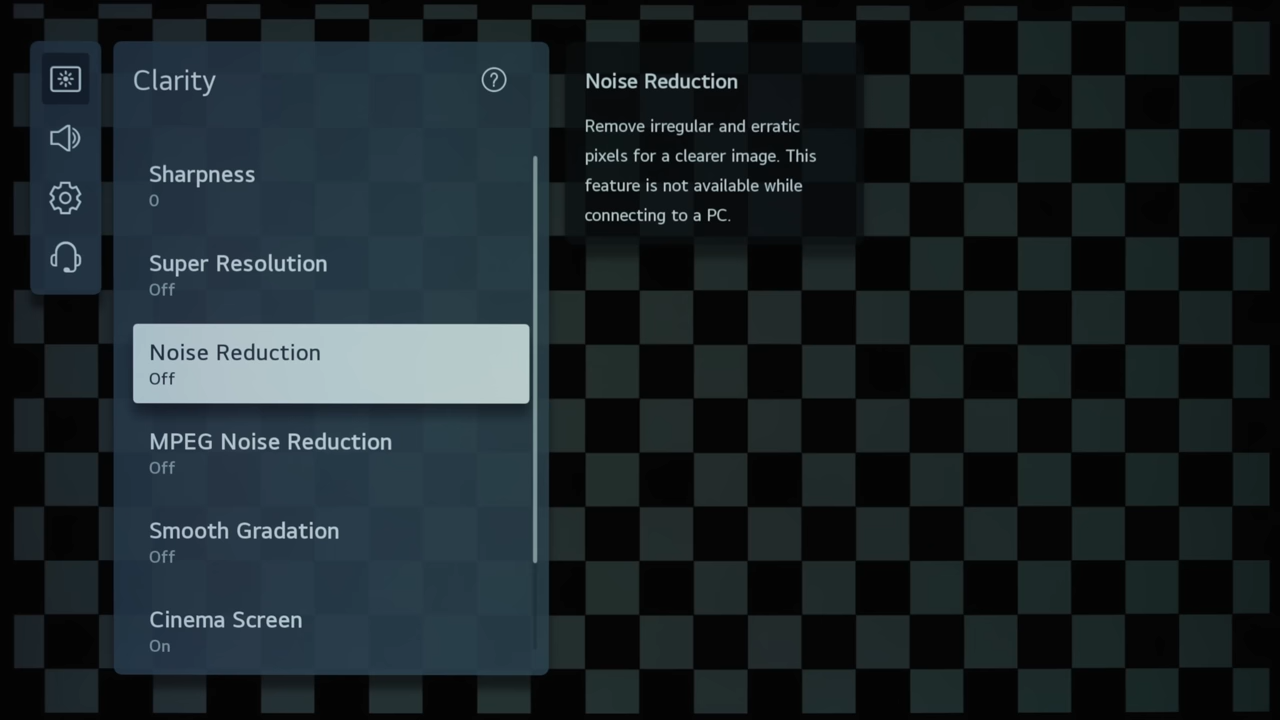 Clarity
?
Sharpness
0
Super Resolution
Off
Noise Reduction
Off
MPEG Noise Reduction
Off
Smooth Gradation
Off
Cinema Screen
On
Noise Reduction
Remove irregular and erratic
pixels for a clearer image. This
feature is not available while
connecting to a PC.